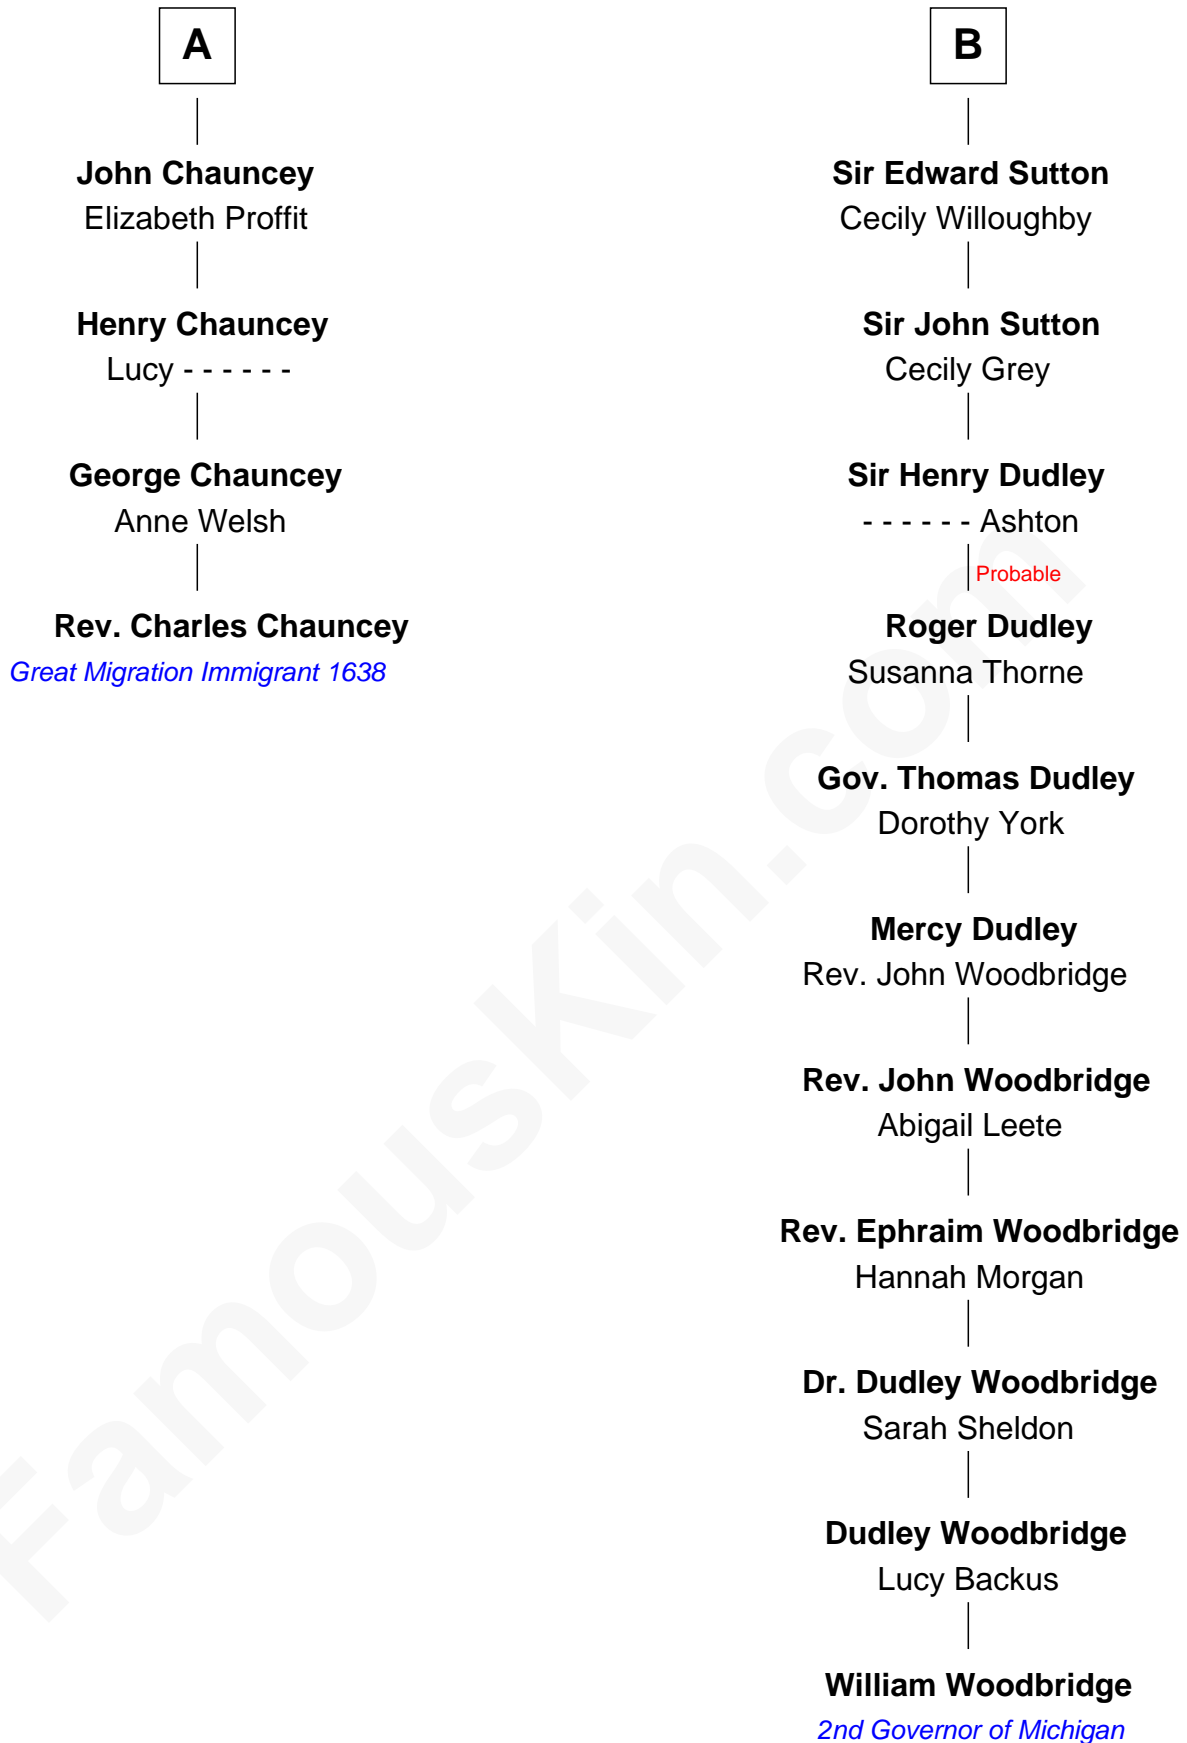 A
John Chauncey
Elizabeth Proffit
Henry Chauncey
Lucy - - - - - -
George Chauncey
Anne Welsh
Rev. Charles Chauncey
Great Migration Immigrant 1638
B
Sir Edward Sutton
Cecily Willoughby
Sir John Sutton
Cecily Grey
Sir Henry Dudley
- - - - - - Ashton
Probable
Roger Dudley
Susanna Thorne
Gov. Thomas Dudley
Dorothy York
Mercy Dudley
Rev. John Woodbridge
Rev. John Woodbridge
Abigail Leete
Rev. Ephraim Woodbridge
Hannah Morgan
Dr. Dudley Woodbridge
Sarah Sheldon
Dudley Woodbridge
Lucy Backus
William Woodbridge
2nd Governor of Michigan
FamousKin.com